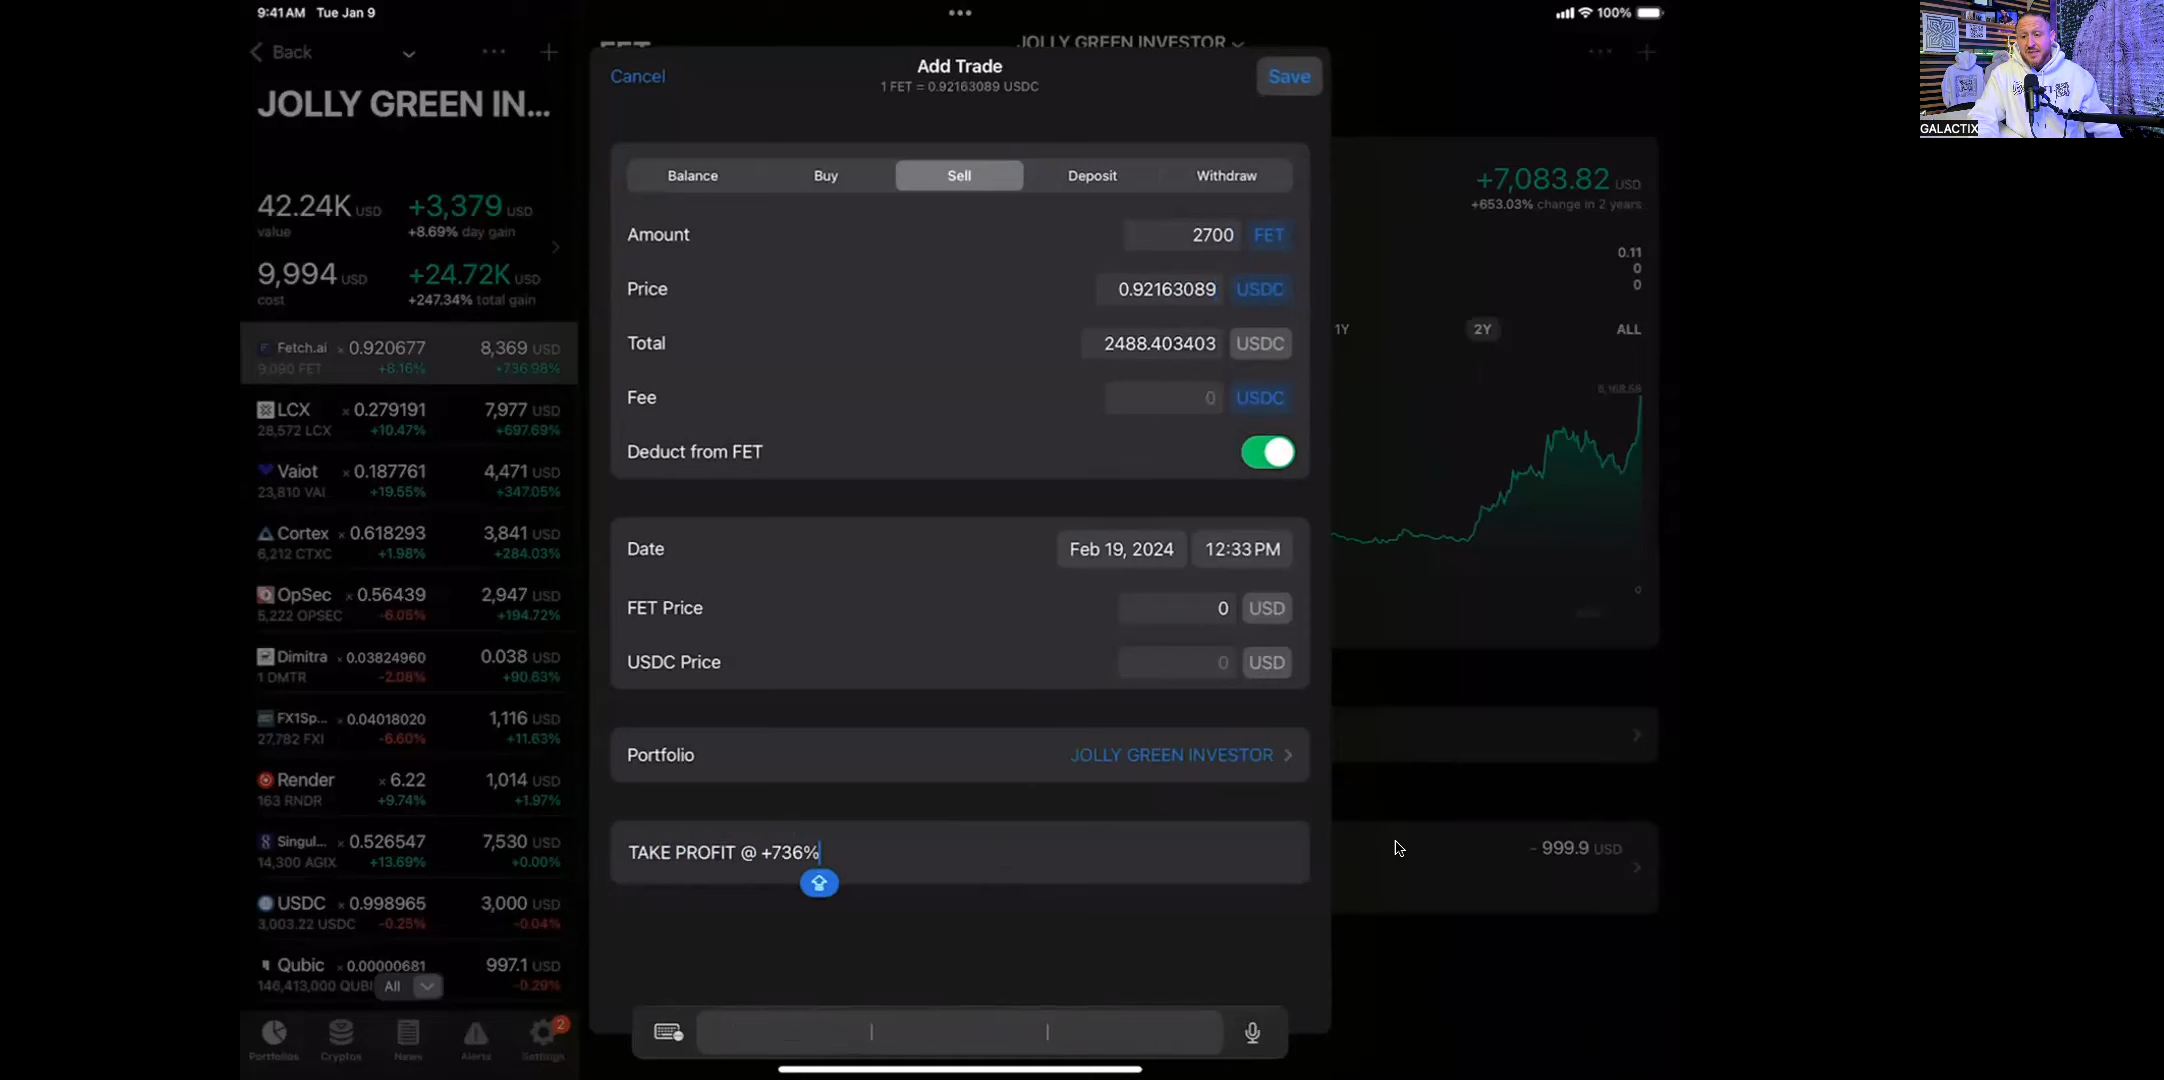 9:41 AM Tue Jan 9
100%
Back
JOLLY GREEN IN...
42.24K USD +3,379 USD
value +8.69% day gain
9,994 USD +24.72K USD
cost +247.34% total gain
Fetch.ai × 0.920677 8,369 USD
9,090 FET +8.16% +736.98%
LCX × 0.279191 7,977 USD
28,572 LCX +10.47% +697.69%
Vaiot × 0.187761 4,471 USD
23,810 VAI +19.55% +347.05%
Cortex × 0.618293 3,841 USD
6,212 CTXC +1.98% +284.03%
OpSec × 0.56439 2,947 USD
5,222 OPSEC -6.05% +194.72%
Dimitra × 0.03824960 0.038 USD
1 DMTR -2.08% +90.63%
FX1Sp... × 0.04018020 1,116 USD
27,782 FXI -6.60% +11.63%
Render × 6.22 1,014 USD
163 RNDR +9.74% +1.97%
Singul... × 0.526547 7,530 USD
14,300 AGIX +13.69% +0.00%
USDC × 0.998965 3,000 USD
3,003.22 USDC -0.25% -0.04%
Qubic × 0.00000681 997.1 USD
146,413,000 QUBI -0.29%
All
Portfolios Cryptos News Alerts Settings
2
FET
JOLLY GREEN INVESTOR
Cancel Add Trade Save
1 FET = 0.92163089 USDC
Balance Buy Sell Deposit Withdraw
Amount 2700 FET
Price 0.92163089 USDC
Total 2488.403403 USDC
Fee 0 USDC
Deduct from FET
Date Feb 19, 2024 12:33 PM
FET Price 0 USD
USDC Price 0 USD
Portfolio JOLLY GREEN INVESTOR
TAKE PROFIT @ +736%
+7,083.82 USD
+653.03% change in 2 years
0.11
0
0
1Y 2Y ALL
0
- 999.9 USD
GALACTIX